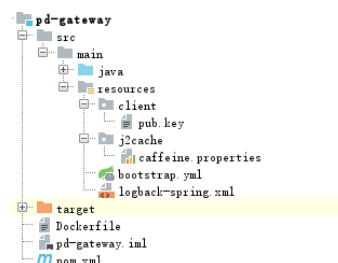 pd-gateway
src
main
java
resources
client
pub.key
j2cache
caffeine.properties
bootstrap.yml
logback-spring.xml
target
Dockerfile
pd-gateway.iml
pom.xml